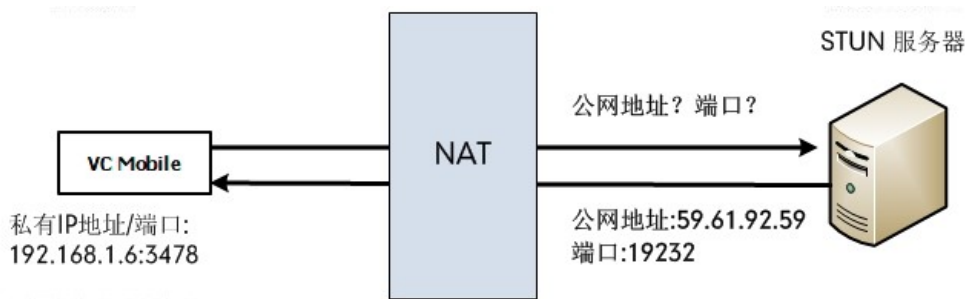 STUN 服务器
公网地址？端口？
NAT
VC Mobile
私有IP地址/端口:
192.168.1.6:3478
公网地址:59.61.92.59
端口:19232